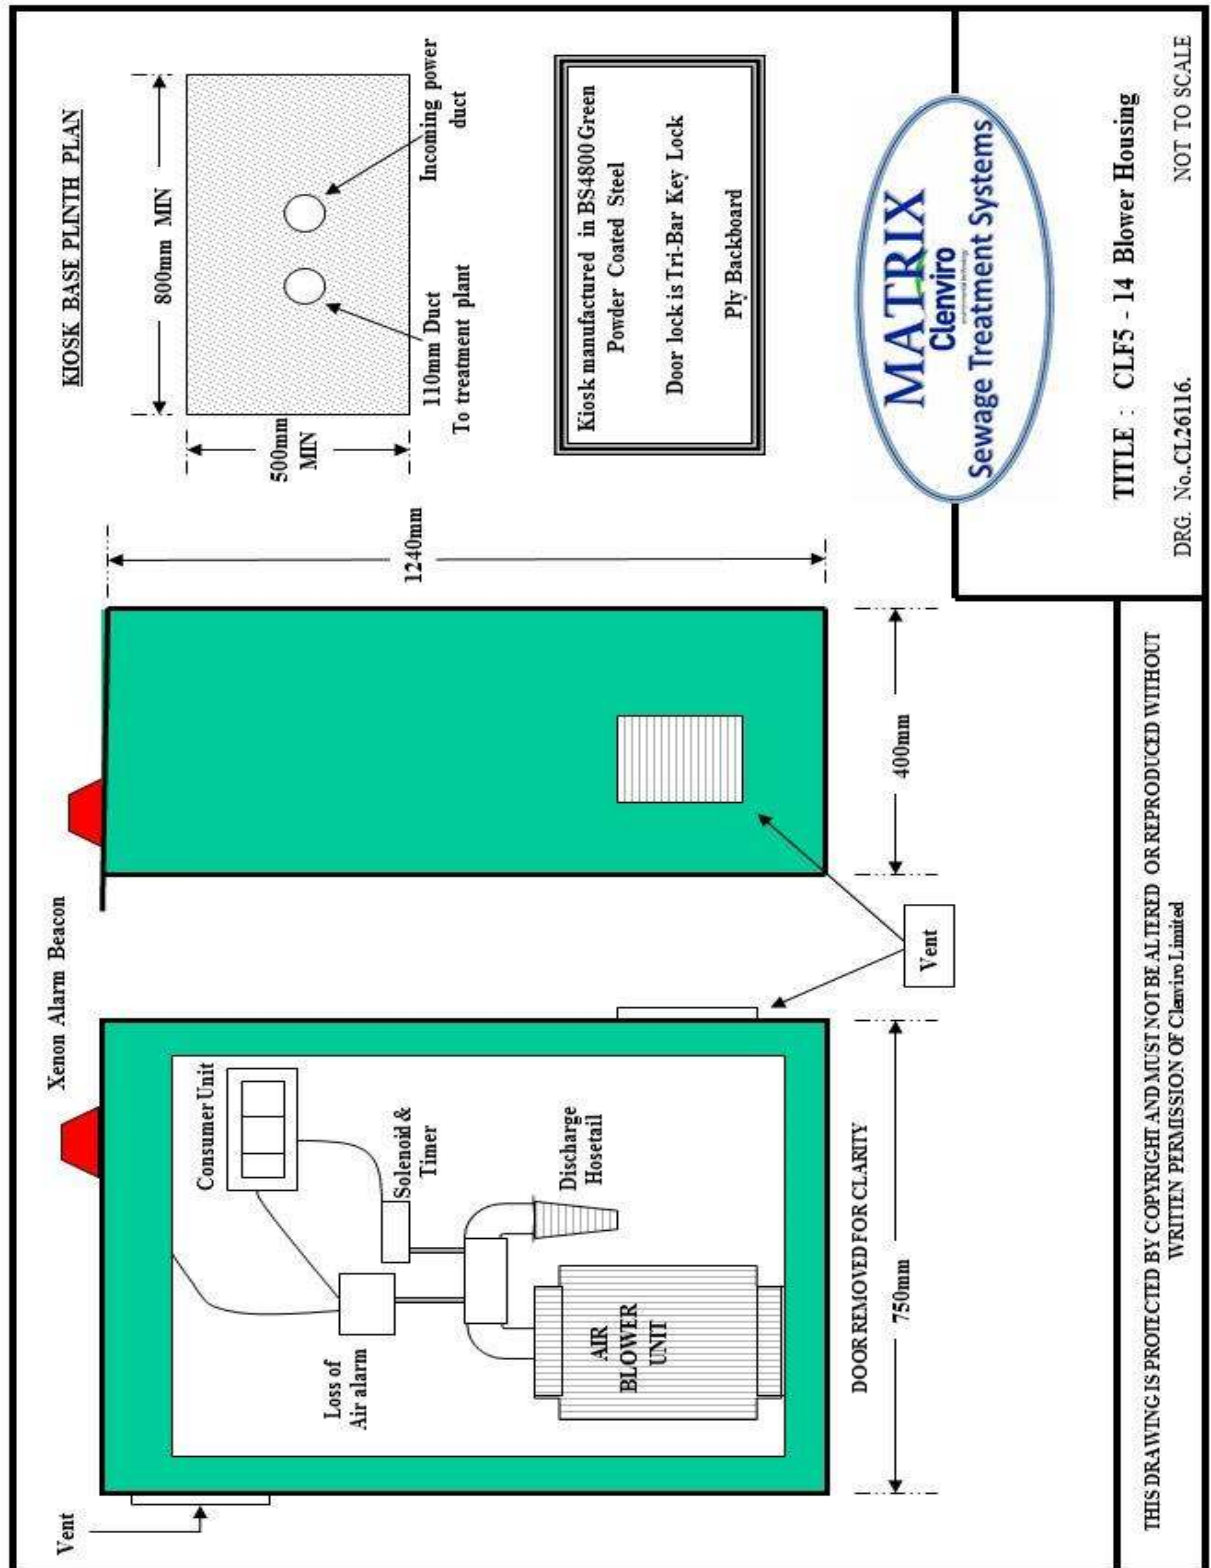 Xenon Alarm Beacon
KIOSK BASE PLINTH PLAN
800mm MIN
500mm
MIN
110mm Duct
To treatment plant
Incoming power
duct
Vent
Consumer Unit
Solenoid &
Timer
Loss of
Air alarm
Discharge
Hosetail
AIR
BLOWER
UNIT
DOOR REMOVED FOR CLARITY
750mm
Vent
400mm
1240mm
Kiosk manufactured in BS4800 Green
Powder Coated Steel
Door lock is Tri-Bar Key Lock
Ply Backboard
MATRIX
Clenviro
Sewage Treatment Systems
TITLE : CLF5 - 14 Blower Housing
DRG. No..CL26116.
NOT TO SCALE
THIS DRAWING IS PROTECTED BY COPYRIGHT AND MUST NOT BE ALTERED OR REPRODUCED WITHOUT
WRITTEN PERMISSION OF Clenviro Limited